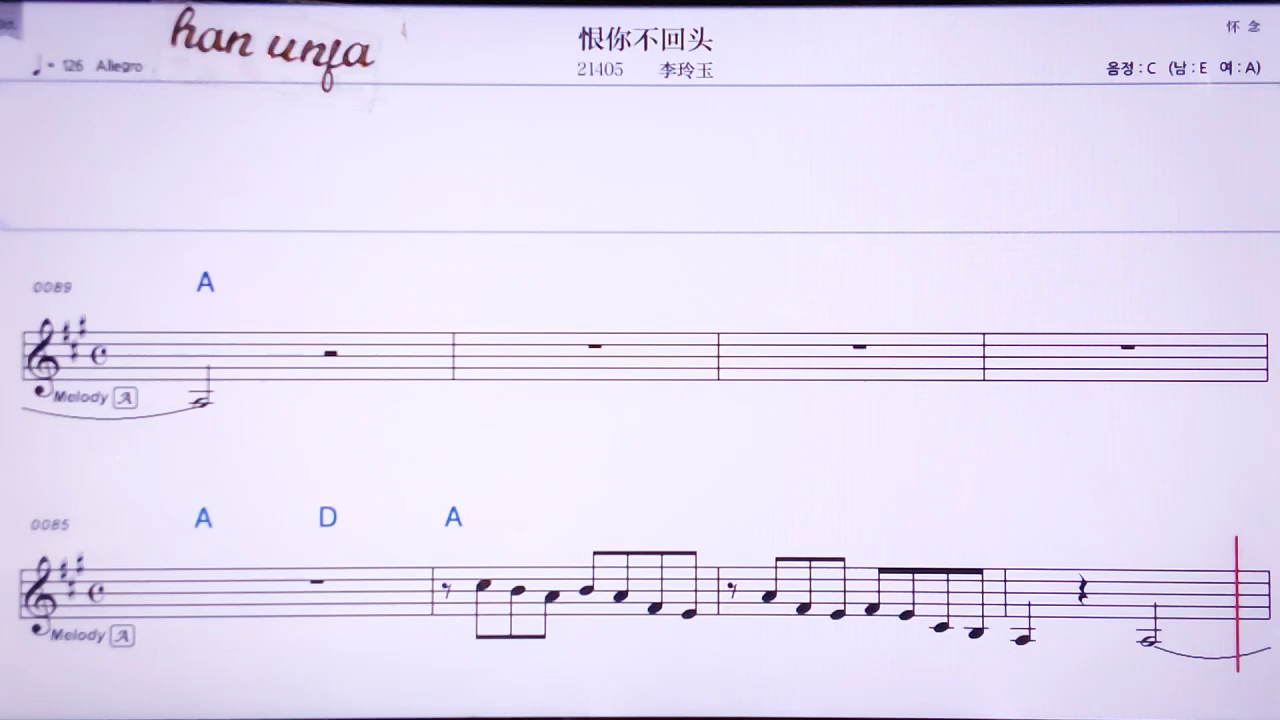 han unfa
恨你不回头
怀念
♩= 126 Allegro
21405 李玲玉
음정 : C (남 : E 여 : A)
0089 A
Melody A
0085 A D A
Melody A